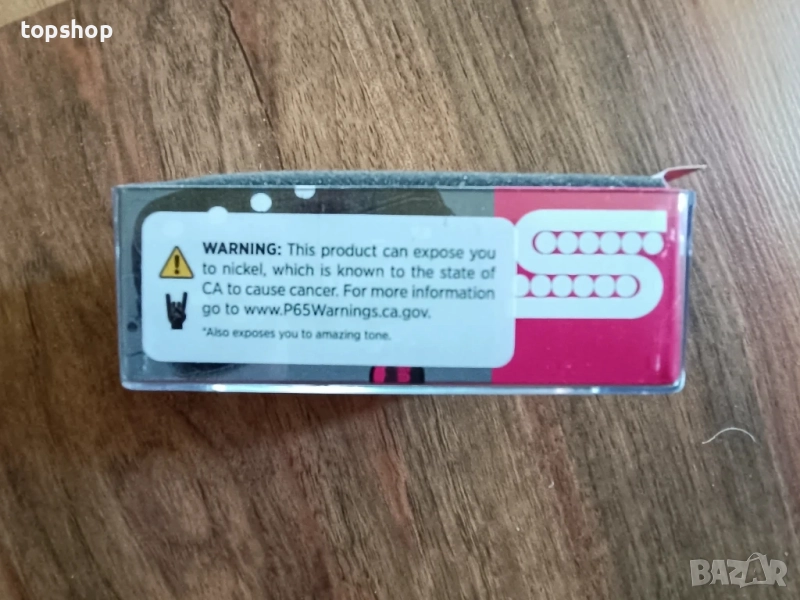 topshop
WARNING: This product can expose you
to nickel, which is known to the state of
CA to cause cancer. For more information
go to www.P65Warnings.ca.gov.
*Also exposes you to amazing tone.
S
BAZAR